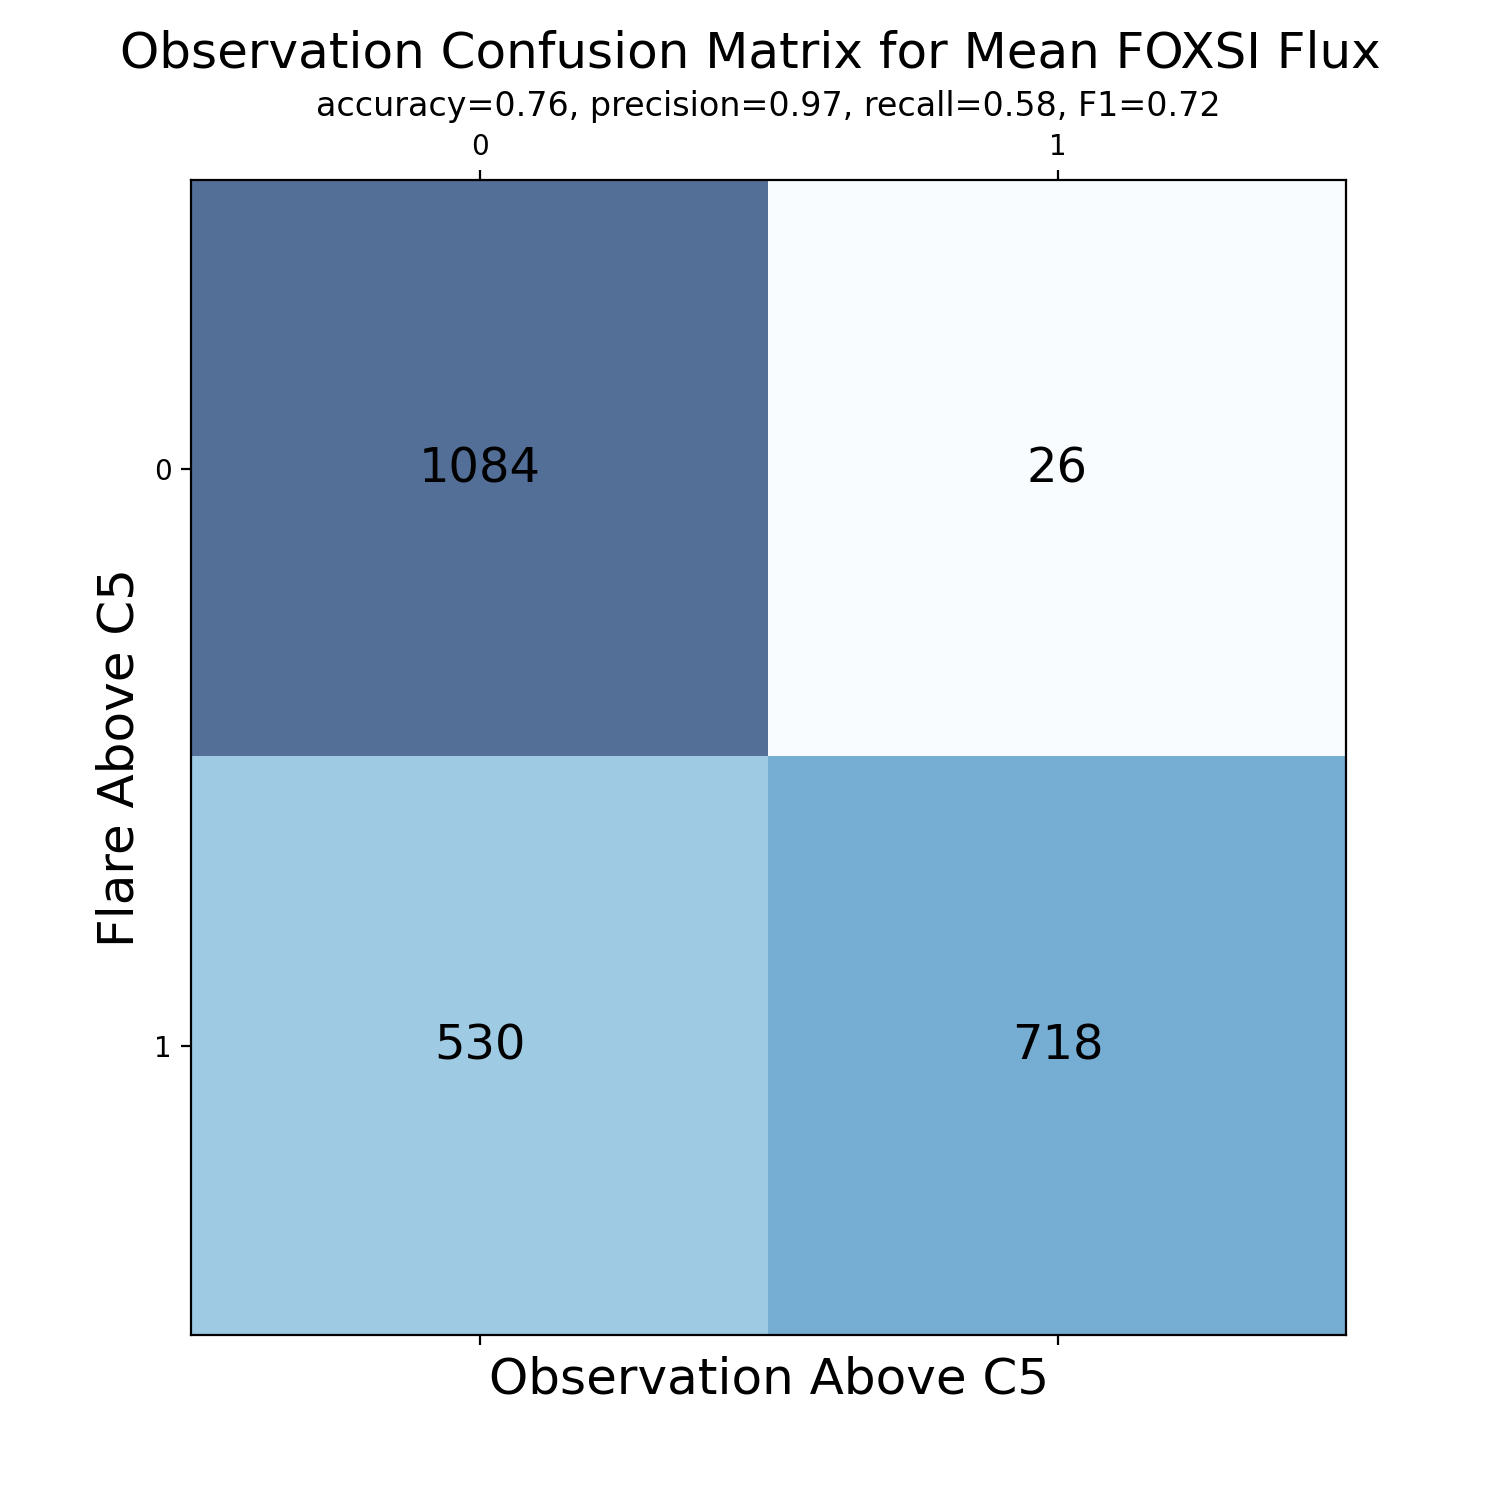 Observation Confusion Matrix for Mean FOXSI Flux
accuracy=0.76, precision=0.97, recall=0.58, F1=0.72
0 1
0 1084 26
Flare Above C5
1 530 718
Observation Above C5